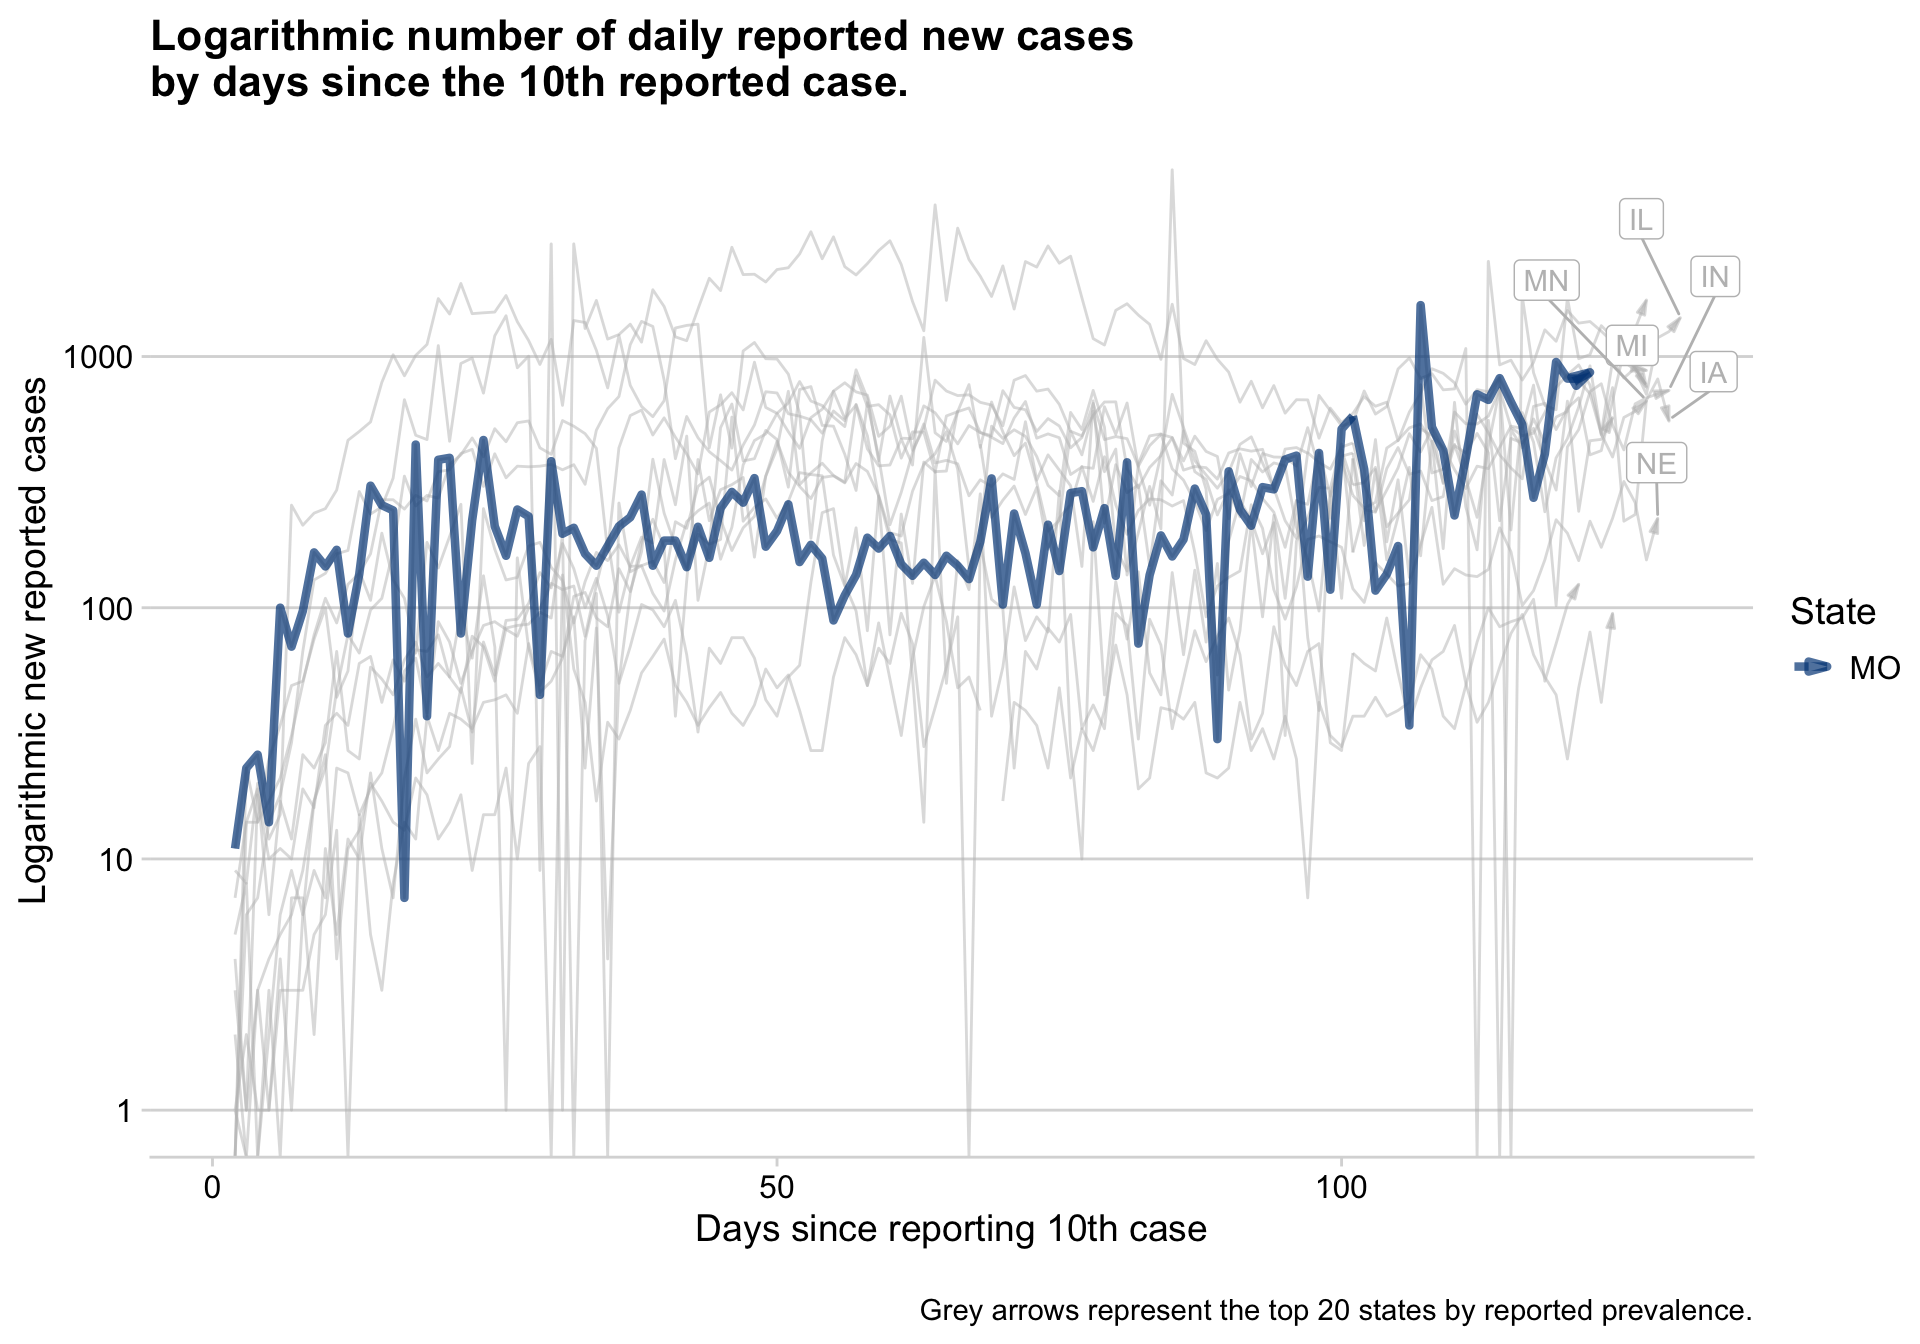 Logarithmic number of daily reported new cases
by days since the 10th reported case.
Logarithmic new reported cases
1000
100
10
1
IL
IN
MN
MI
IA
NE
State
MO
0
50
100
Days since reporting 10th case
Grey arrows represent the top 20 states by reported prevalence.